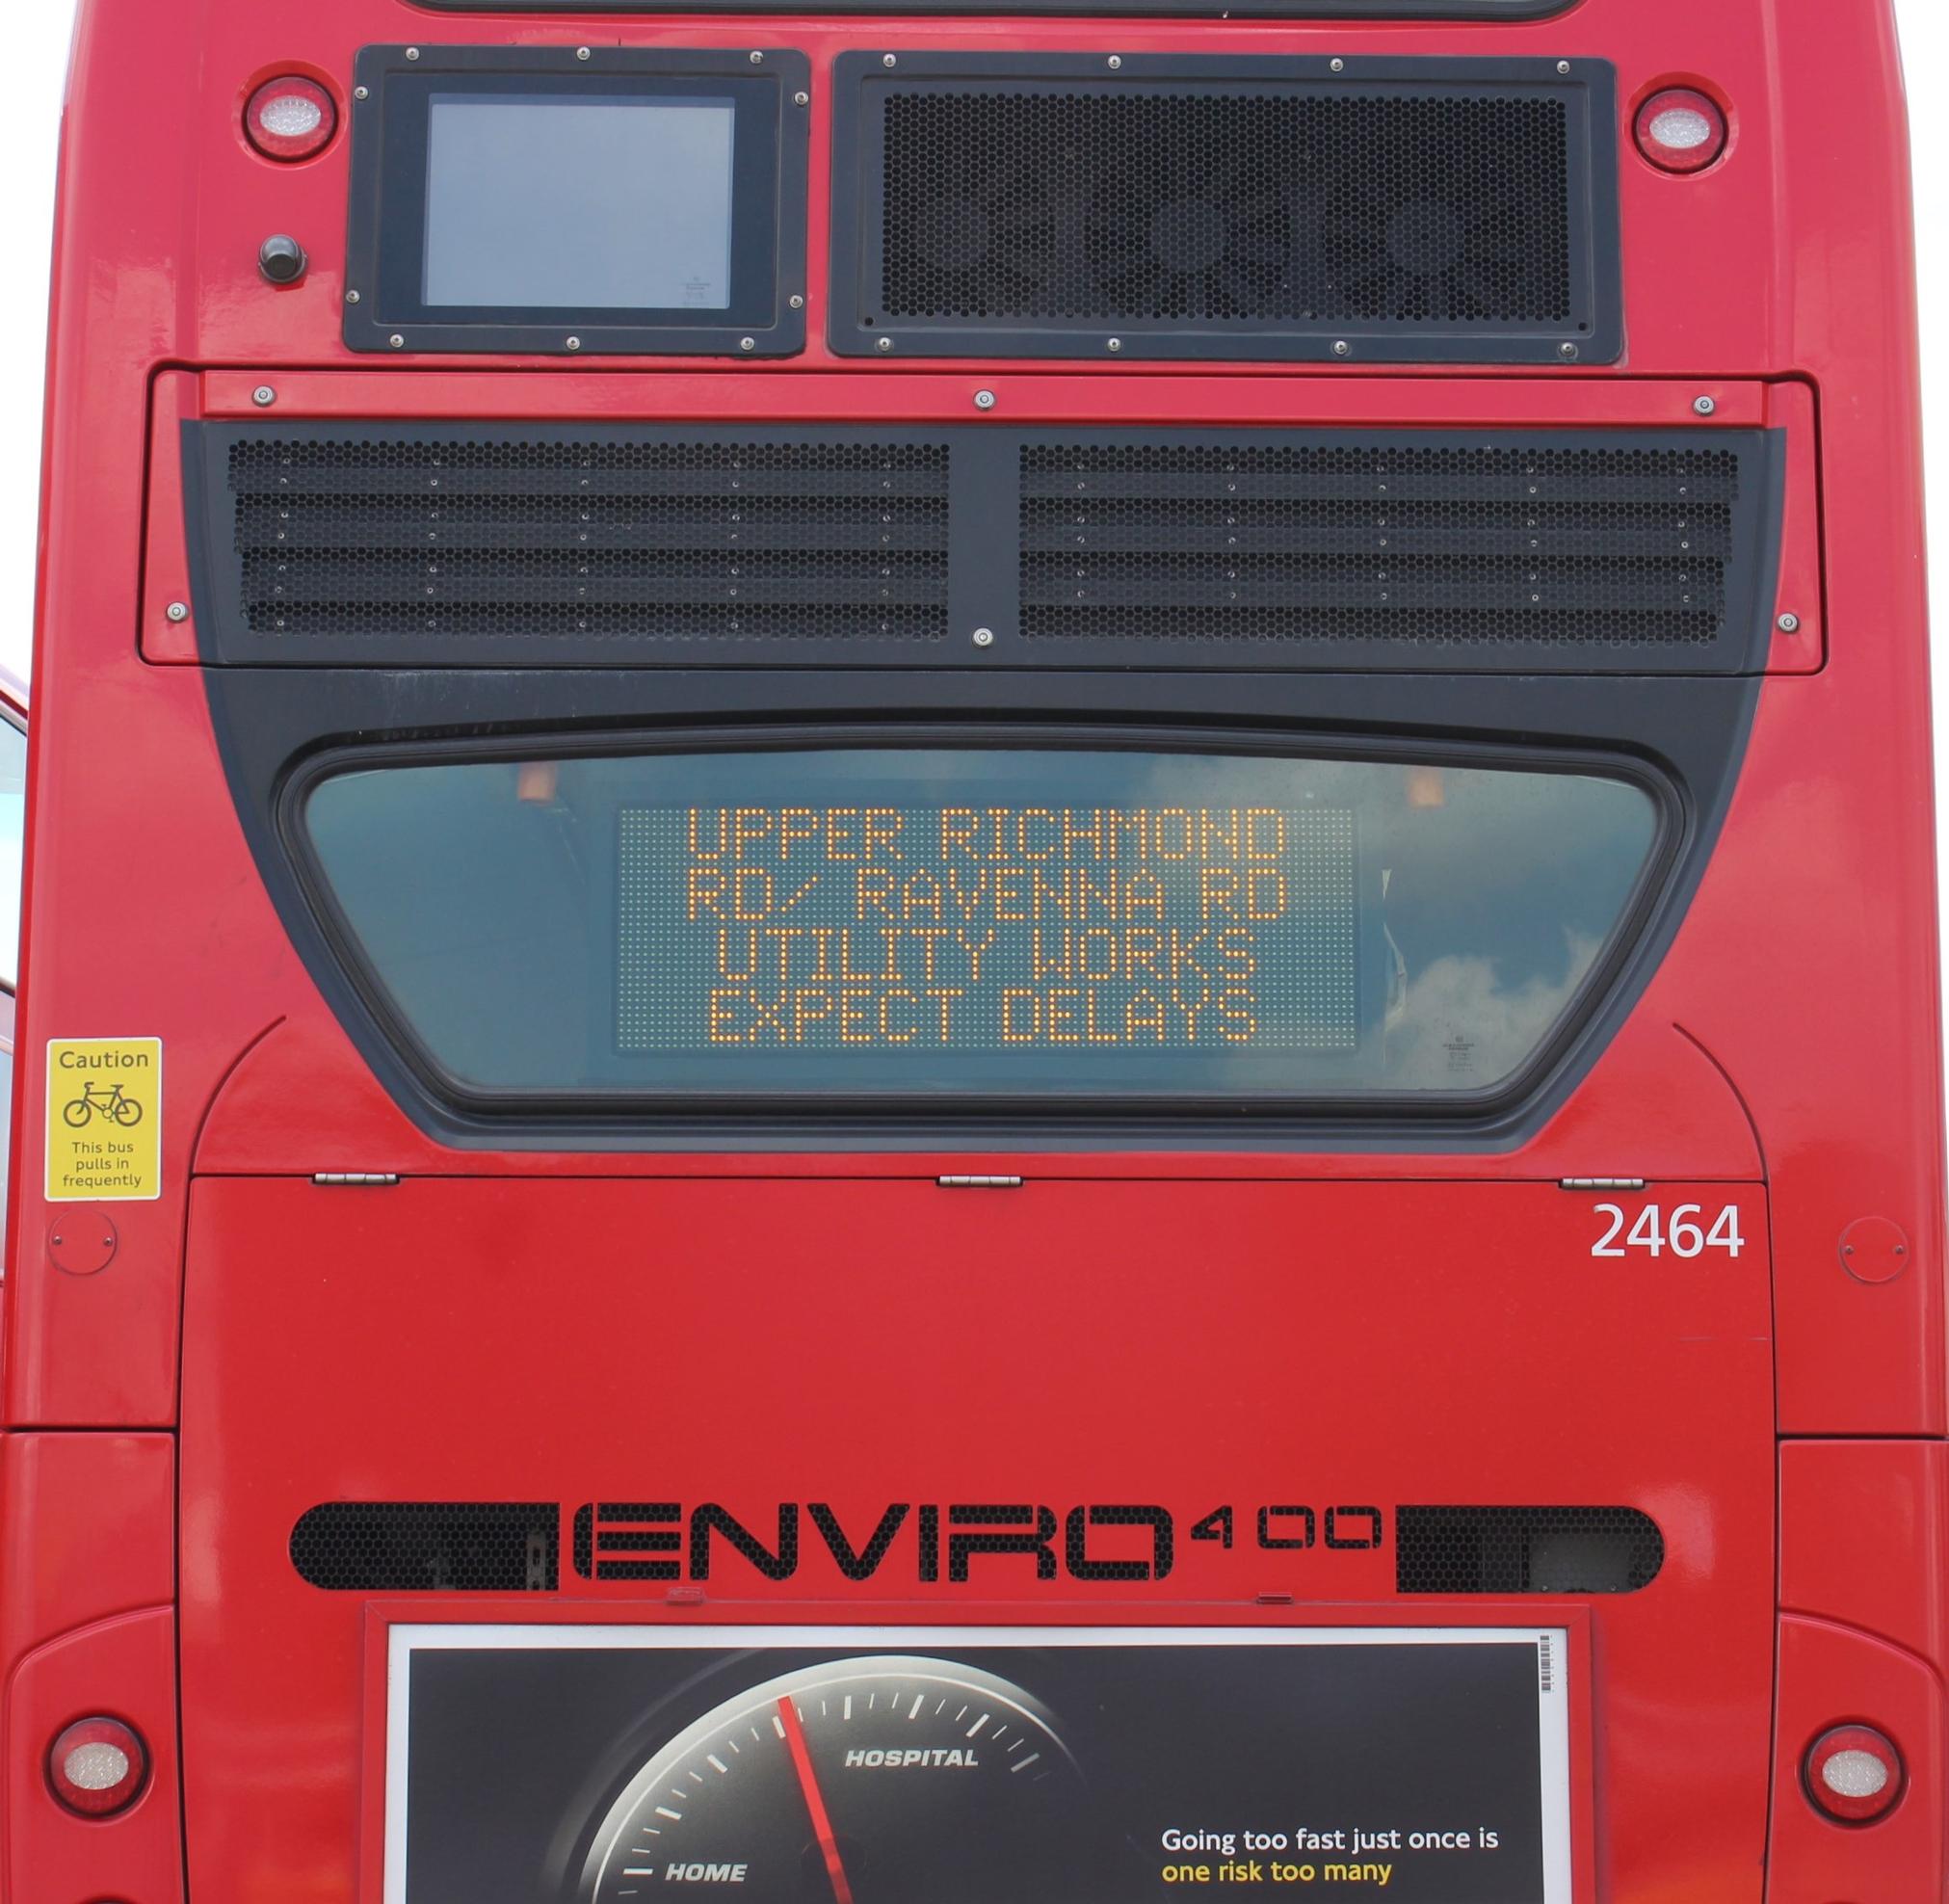 UPPER RICHMOND
RD/ RAVENNA RD
UTILITY WORKS
EXPECT DELAYS
Caution
This bus
pulls in
frequently
2464
ENVIRO400
HOSPITAL
HOME
Going too fast just once is
one risk too many